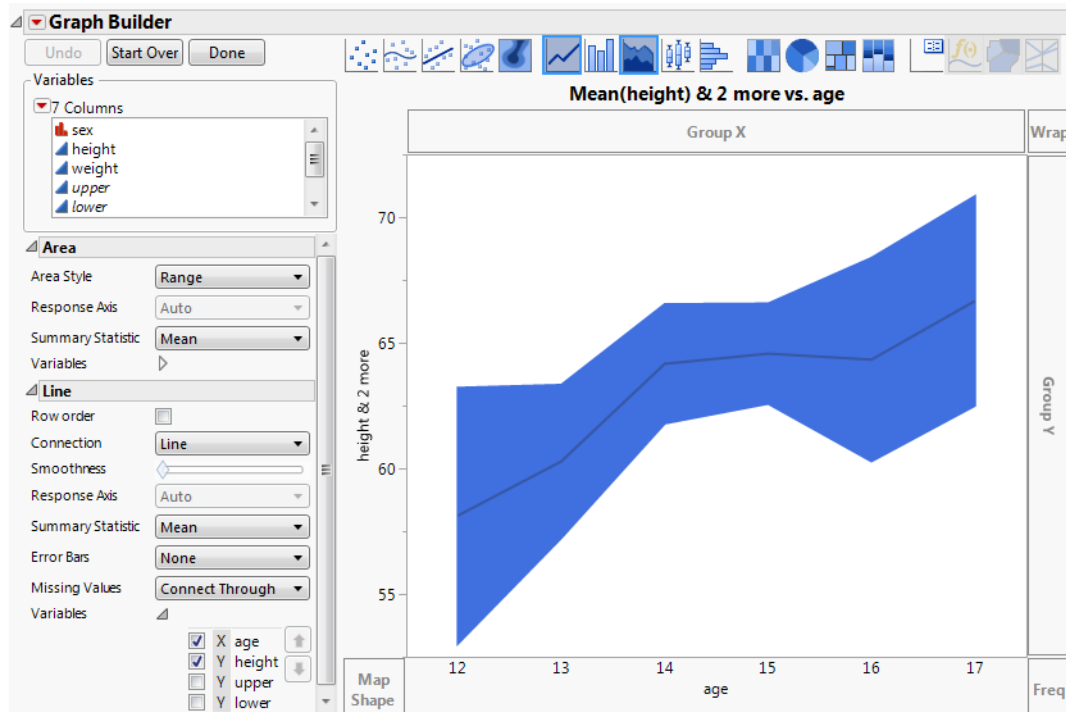 Graph Builder
Undo Start Over Done
Variables
7 Columns
sex
height
weight
upper
lower
Area
Area Style Range
Response Axis Auto
Summary Statistic Mean
Variables
Line
Row order
Connection Line
Smoothness
Response Axis Auto
Summary Statistic Mean
Error Bars None
Missing Values Connect Through
Variables
X age
Y height
Y upper
Y lower
Mean(height) & 2 more vs. age
Group X
Wrap
height & 2 more
70
65
60
55
Group Y
12 13 14 15 16 17
age
Map
Shape
Freq